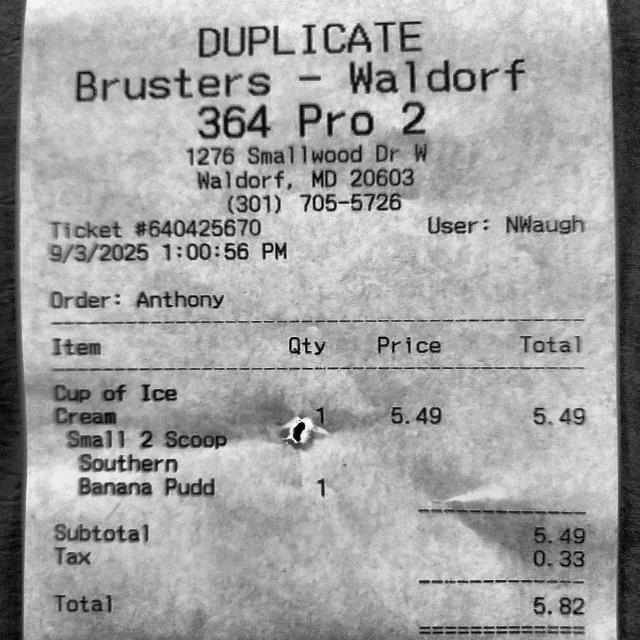 DUPLICATE
Brusters - Waldorf
364 Pro 2
1276 Smallwood Dr W
Waldorf, MD 20603
(301) 705-5726
Ticket #640425670 User: NWaugh
9/3/2025 1:00:56 PM
Order: Anthony
Item Qty Price Total
Cup of Ice
Cream 1 5.49 5.49
Small 2 Scoop
Southern
Banana Pudd 1
Subtotal 5.49
Tax 0.33
Total 5.82